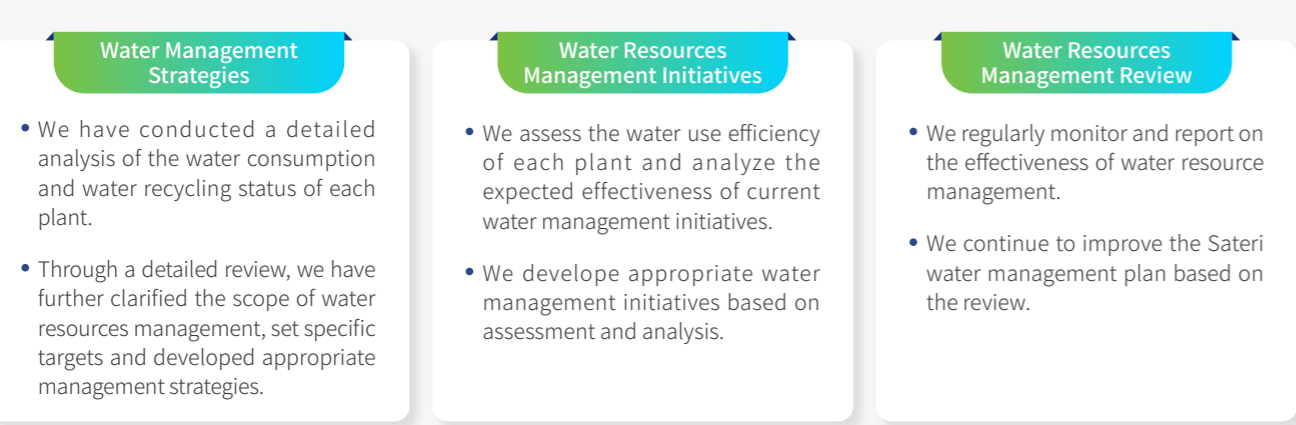 Water Management
Strategies
• We have conducted a detailed
analysis of the water consumption
and water recycling status of each
plant.
• Through a detailed review, we have
further clarified the scope of water
resources management, set specific
targets and developed appropriate
management strategies.
Water Resources
Management Initiatives
• We assess the water use efficiency
of each plant and analyze the
expected effectiveness of current
water management initiatives.
• We develope appropriate water
management initiatives based on
assessment and analysis.
Water Resources
Management Review
• We regularly monitor and report on
the effectiveness of water resource
management.
• We continue to improve the Sateri
water management plan based on
the review.